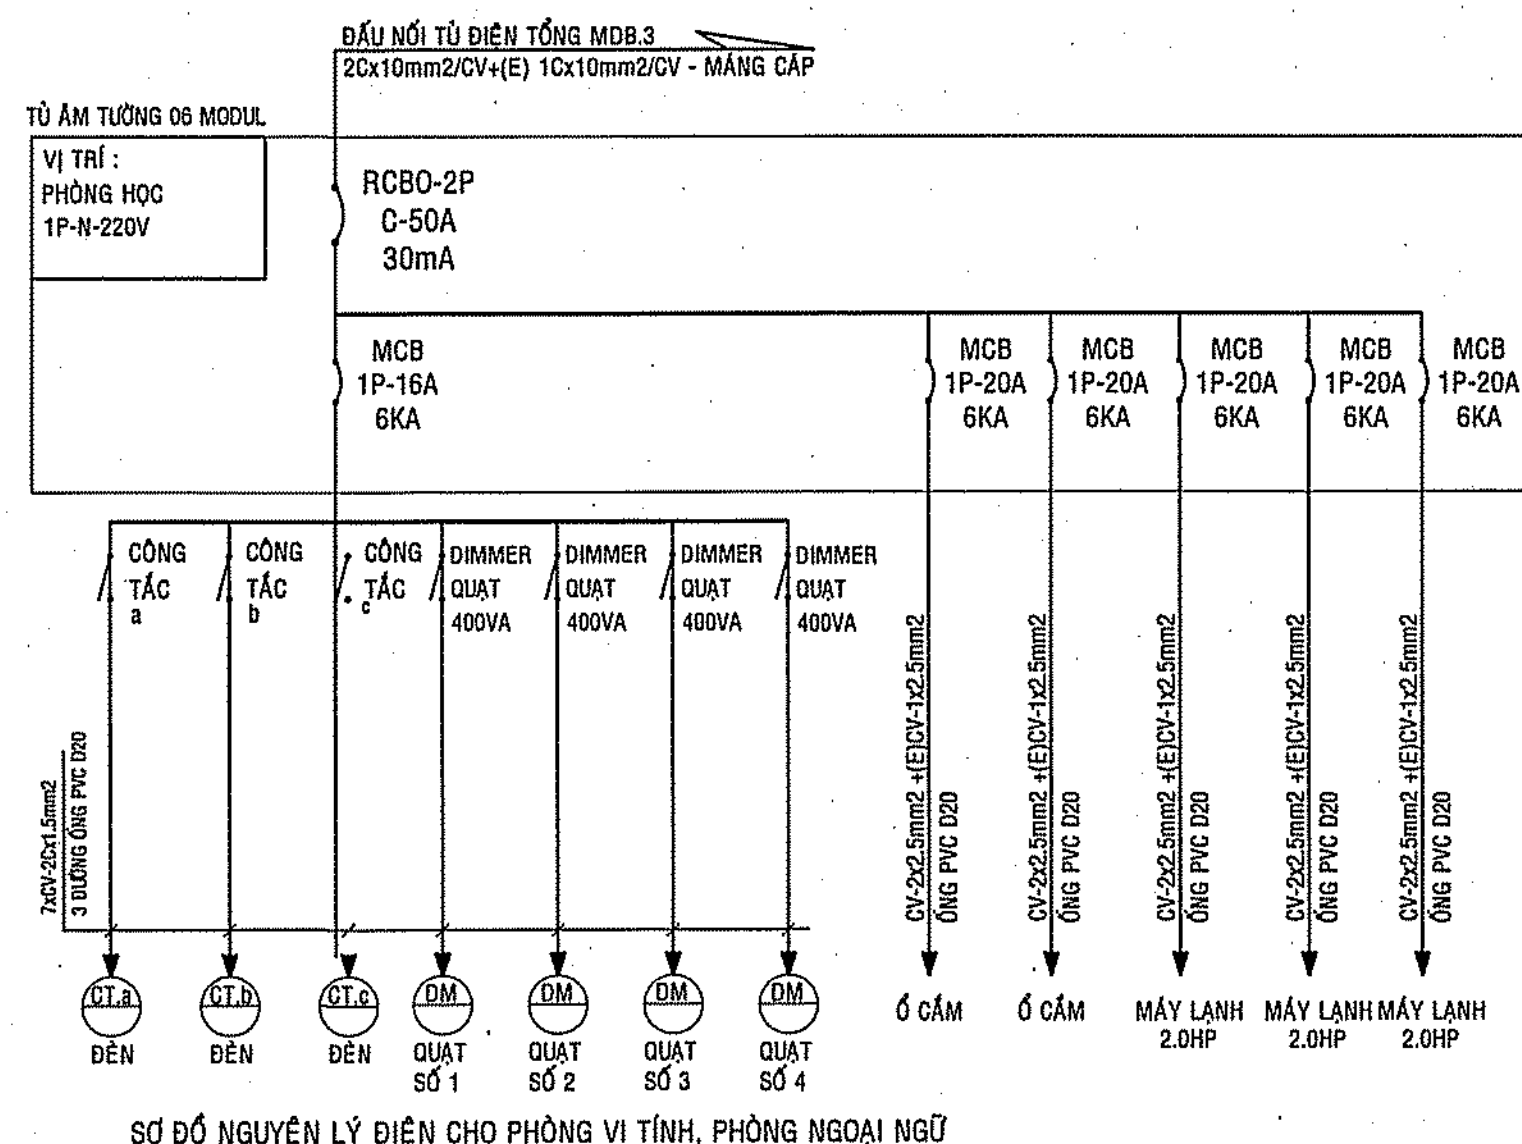 ĐẤU NỐI TỦ ĐIỆN TỔNG MDB.3
2Cx10mm2/CV+(E) 1Cx10mm2/CV - MÁNG CÁP
TỦ ÂM TƯỜNG 06 MODUL
VỊ TRÍ :
PHÒNG HỌC
1P-N-220V
RCBO-2P
C-50A
30mA
MCB
1P-16A
6KA
MCB
1P-20A
6KA
MCB
1P-20A
6KA
MCB
1P-20A
6KA
MCB
1P-20A
6KA
MCB
1P-20A
6KA
CÔNG
TẮC
a
CÔNG
TẮC
b
CÔNG
TẮC
c
DIMMER
QUẠT
400VA
DIMMER
QUẠT
400VA
DIMMER
QUẠT
400VA
DIMMER
QUẠT
400VA
7xCV-2Cx1.5mm2
3 ĐƯỜNG ỐNG PVC D20
CV-2x2.5mm2 +(E)CV-1x2.5mm2
ỐNG PVC D20
CV-2x2.5mm2 +(E)CV-1x2.5mm2
ỐNG PVC D20
CV-2x2.5mm2 +(E)CV-1x2.5mm2
ỐNG PVC D20
CV-2x2.5mm2 +(E)CV-1x2.5mm2
ỐNG PVC D20
CV-2x2.5mm2 +(E)CV-1x2.5mm2
ỐNG PVC D20
CT.a
ĐÈN
CT.b
ĐÈN
CT.c
ĐÈN
DM
QUẠT
SỐ 1
DM
QUẠT
SỐ 2
DM
QUẠT
SỐ 3
DM
QUẠT
SỐ 4
Ổ CẮM
Ổ CẮM
MÁY LẠNH
2.0HP
MÁY LẠNH
2.0HP
MÁY LẠNH
2.0HP
SƠ ĐỒ NGUYÊN LÝ ĐIỆN CHO PHÒNG VI TÍNH, PHÒNG NGOẠI NGỮ